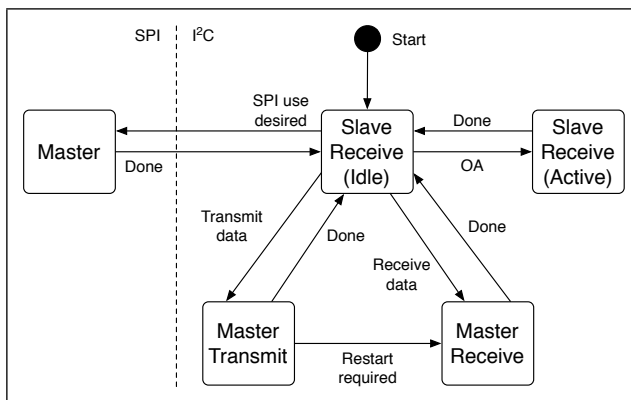 SPI
I²C
Start
SPI use
desired
Master
Done
Slave
Receive
(Idle)
Done
OA
Slave
Receive
(Active)
Transmit
data
Done
Receive
data
Done
Master
Transmit
Restart
required
Master
Receive